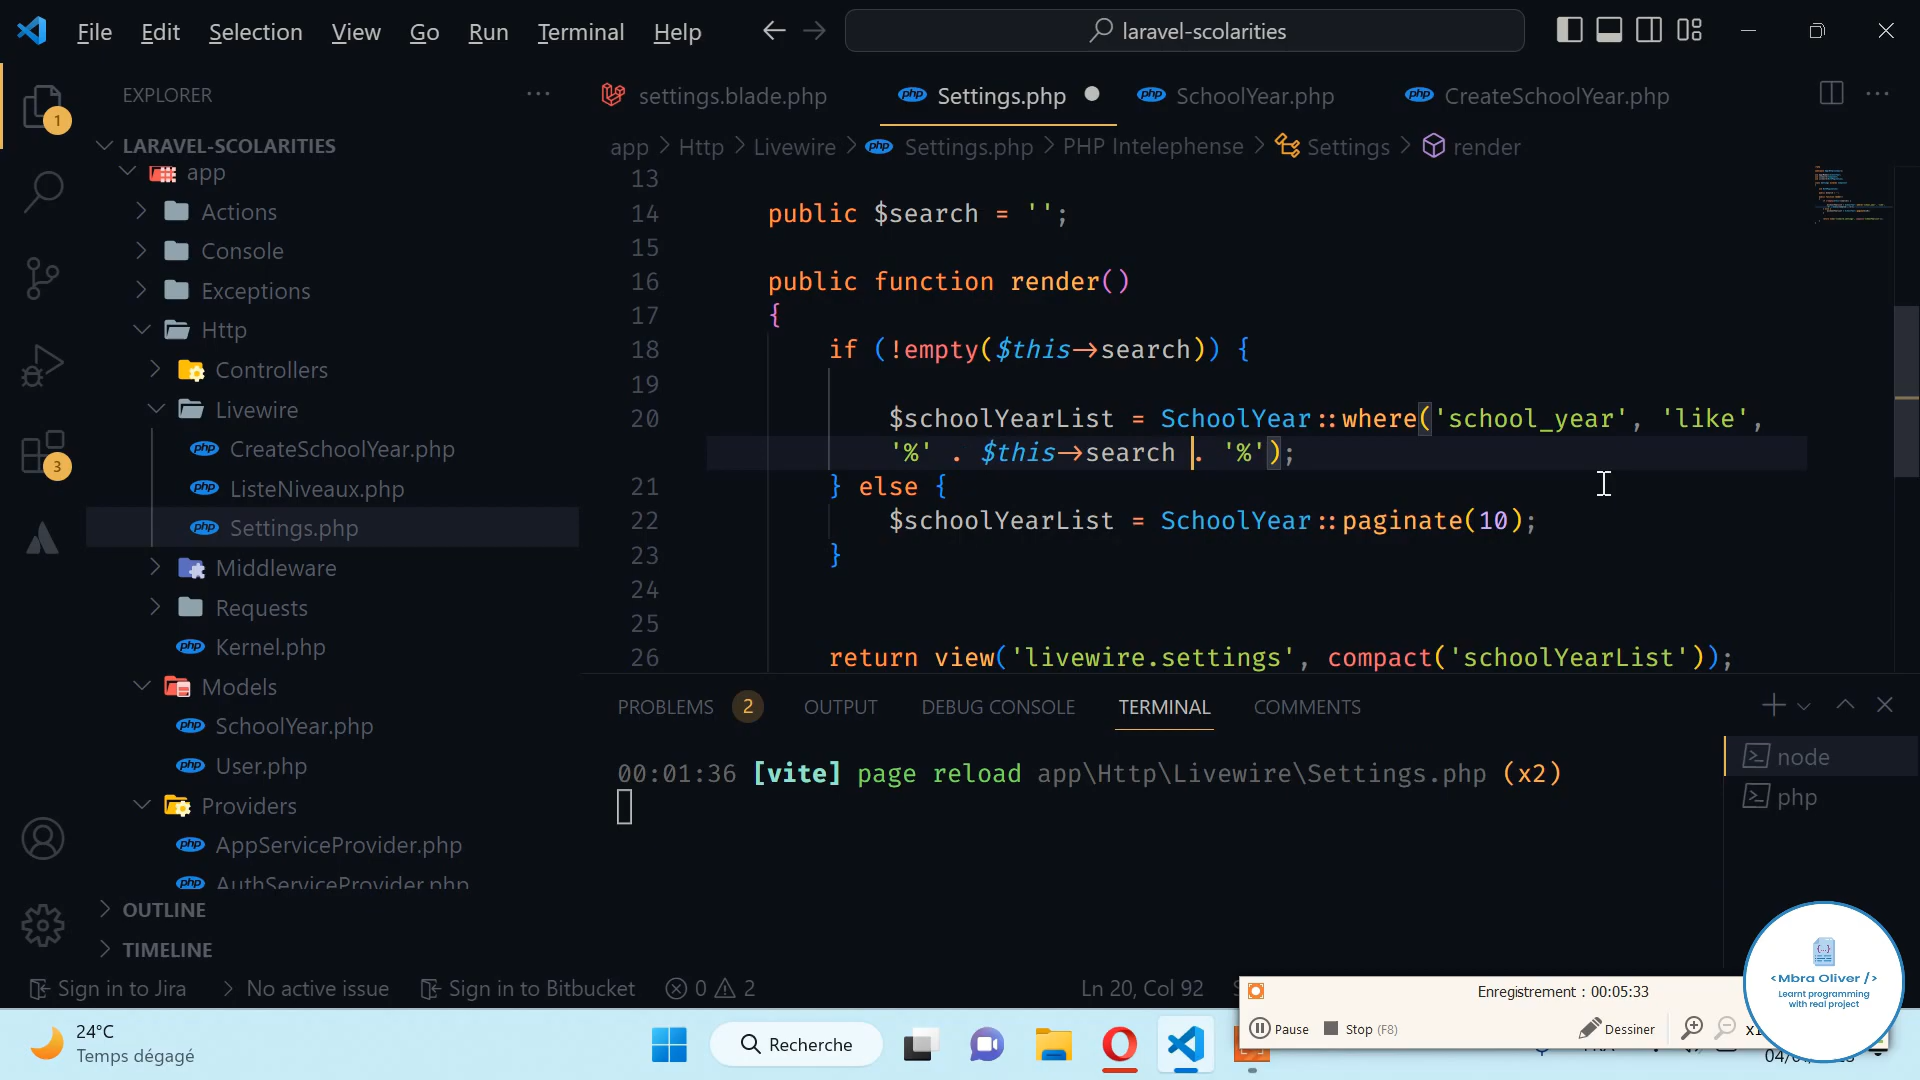 File Edit Selection View Go Run Terminal Help
laravel-scolarities
EXPLORER
settings.blade.php
Settings.php
SchoolYear.php
CreateSchoolYear.php
LARAVEL-SCOLARITIES
app > Http > Livewire > Settings.php > PHP Intelephense > Settings > render
app
Actions
Console
Exceptions
Http
Controllers
Livewire
CreateSchoolYear.php
ListeNiveaux.php
Settings.php
Middleware
Requests
Kernel.php
Models
SchoolYear.php
User.php
Providers
AppServiceProvider.php
AuthServiceProvider.php
OUTLINE
TIMELINE
1
3
13
14 public $search = '';
15
16 public function render()
17 {
18 if (!empty($this->search)) {
19
20 $schoolYearList = SchoolYear::where('school_year', 'like',
'%' . $this->search . '%');
21 } else {
22 $schoolYearList = SchoolYear::paginate(10);
23 }
24
25
26 return view('livewire.settings', compact('schoolYearList'));
PROBLEMS 2 OUTPUT DEBUG CONSOLE TERMINAL COMMENTS
00:01:36 [vite] page reload app\Http\Livewire\Settings.php (x2)
node
php
Sign in to Jira
No active issue
Sign in to Bitbucket
0 2
Ln 20, Col 92
Enregistrement : 00:05:33
Pause
Stop (F8)
Dessiner
<Mbra Oliver />
Learnt programming
with real project
24°C
Temps dégagé
Recherche